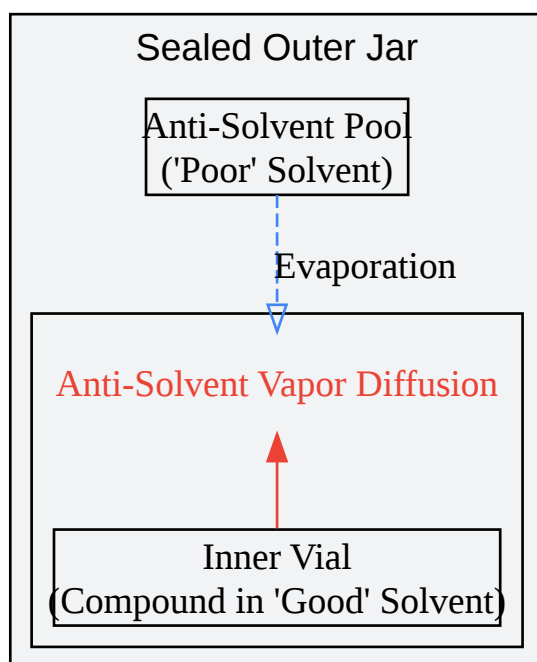 Sealed Outer Jar
Anti-Solvent Pool
('Poor' Solvent)
Evaporation
Anti-Solvent Vapor Diffusion
Inner Vial
(Compound in 'Good' Solvent)